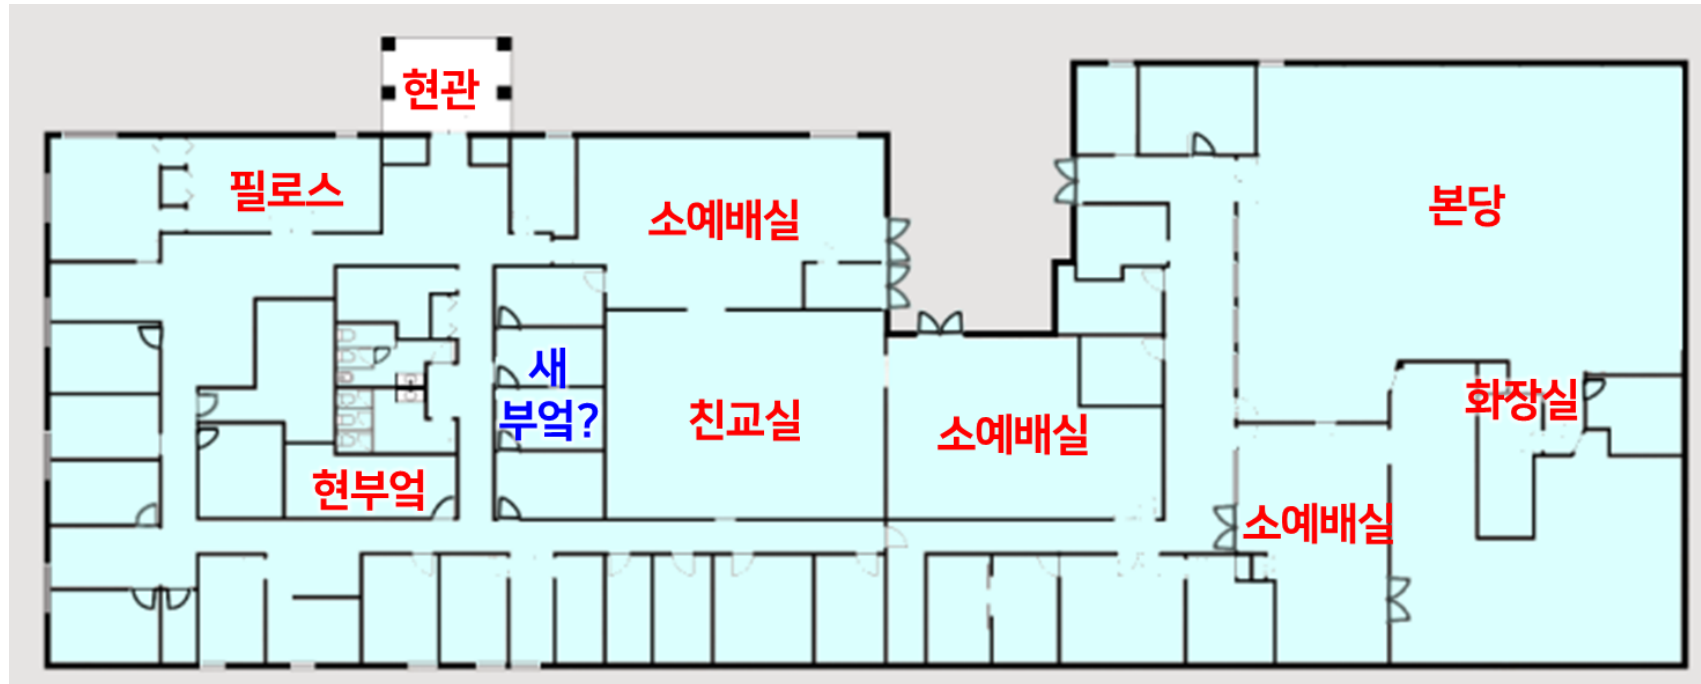 현관
필로스
소예배실
본당
새
부엌?
친교실
소예배실
화장실
현부엌
소예배실